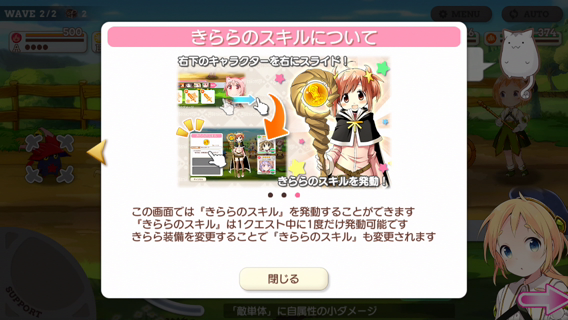 WAVE 2/2
2
MENU
AUTO
500
374
きららのスキルについて
右下のキャラクターを右にスライド！
きららのスキルを発動！
この画面では「きららのスキル」を発動することができます
「きららのスキル」は1クエスト中に1度だけ発動可能です
きらら装備を変更することで「きららのスキル」も変更されます
閉じる
SUPPORT
「敵単体」に自属性の小ダメージ